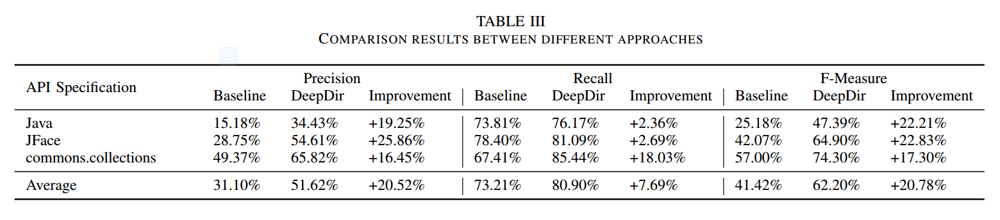 TABLE III
COMPARISON RESULTS BETWEEN DIFFERENT APPROACHES
API Specification Precision Recall F-Measure
Baseline DeepDir Improvement Baseline DeepDir Improvement Baseline DeepDir Improvement
Java 15.18% 34.43% +19.25% 73.81% 76.17% +2.36% 25.18% 47.39% +22.21%
JFace 28.75% 54.61% +25.86% 78.40% 81.09% +2.69% 42.07% 64.90% +22.83%
commons.collections 49.37% 65.82% +16.45% 67.41% 85.44% +18.03% 57.00% 74.30% +17.30%
Average 31.10% 51.62% +20.52% 73.21% 80.90% +7.69% 41.42% 62.20% +20.78%